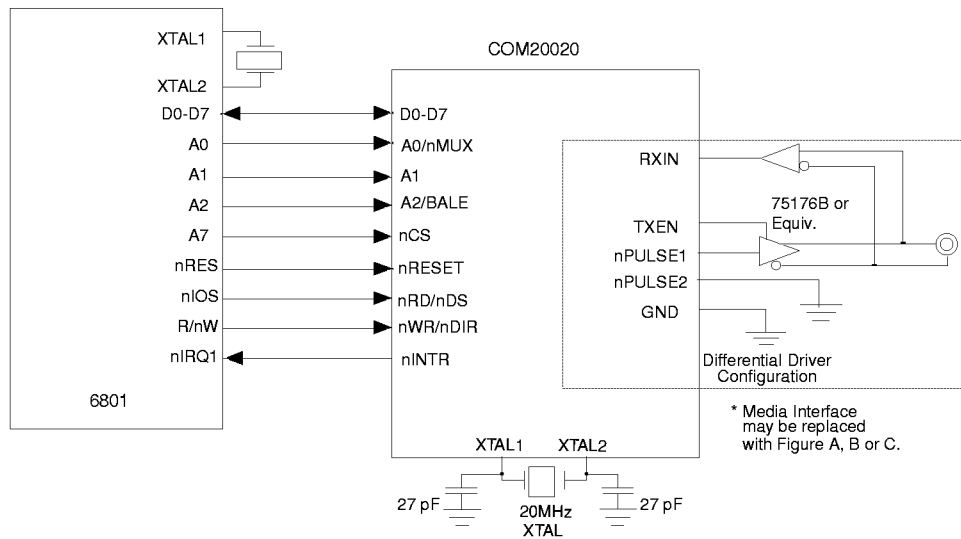 XTAL1
XTAL2
D0-D7
A0
A1
A2
A7
nRES
nIOS
R/nW
nIRQ1
6801
COM20020
D0-D7
A0/nMUX
A1
A2/BALE
nCS
nRESET
nRD/nDS
nWR/nDIR
nINTR
RXIN
TXEN
nPULSE1
nPULSE2
GND
75176B or
Equiv.
Differential Driver
Configuration
* Media Interface
may be replaced
with Figure A, B or C.
XTAL1
XTAL2
27 pF
20MHz
XTAL
27 pF